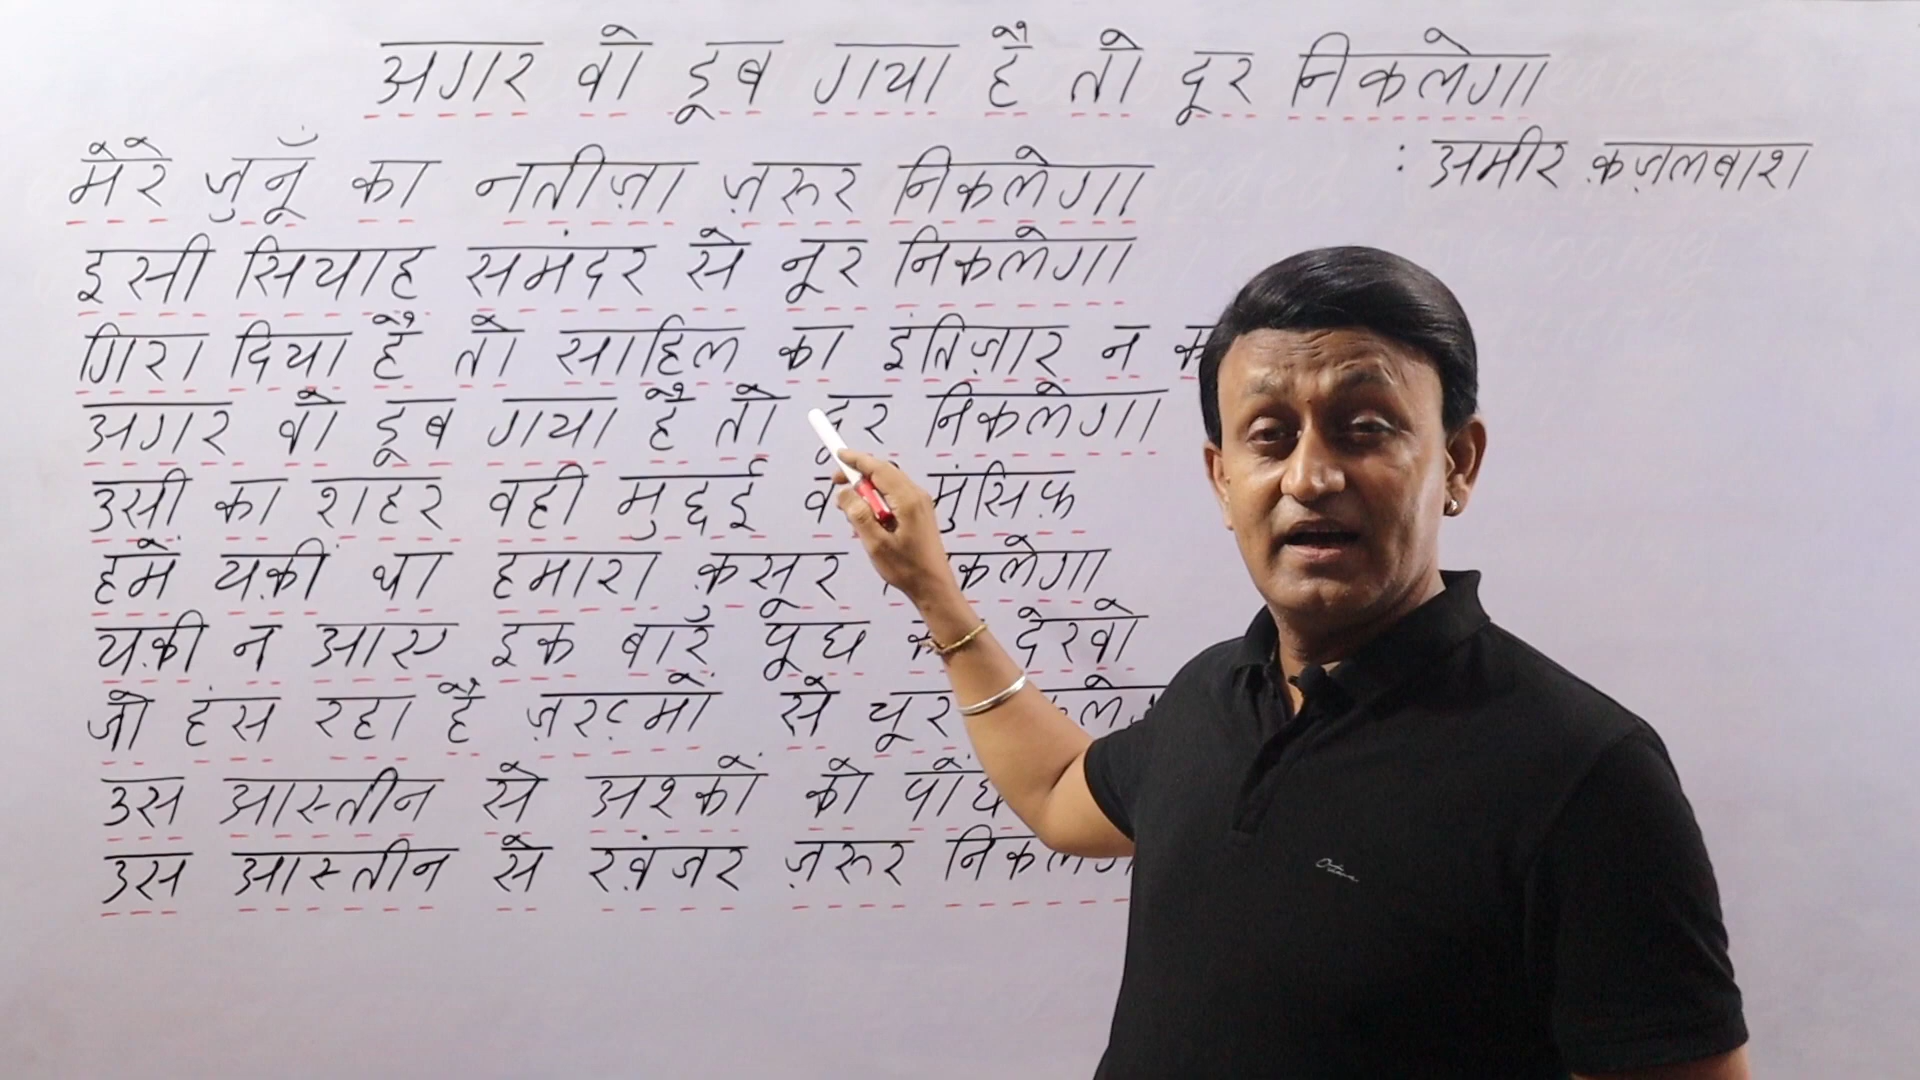 अगर वो डूब गया है तो दूर निकलेगा
: अमीर क़ज़लबाश
मेरे जुनूँ का नतीज़ा ज़रूर निकलेगा
इसी सियाह समंदर से नूर निकलेगा
गिरा दिया है तो साहिल का इंतिज़ार न
अगर वो डूब गया है तो दूर निकलेगा
उसी का शहर वही मुद्दई मुंसिफ़
हमें यक़ीं था हमारा क़सूर
यक़ीं न आए इक बार पूछ देखो
जो हंस रहा है ज़ख़्मों से चूर
उस आस्तीन से अश्कों को पोंछ
उस आस्तीन से ख़ंजर ज़रूर